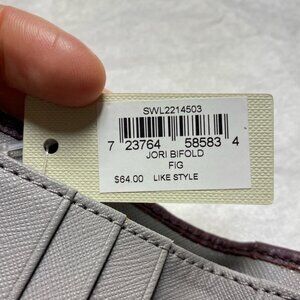 SWL2214503
7 23764 58583 4
JORI BIFOLD
FIG
$64.00 LIKE STYLE